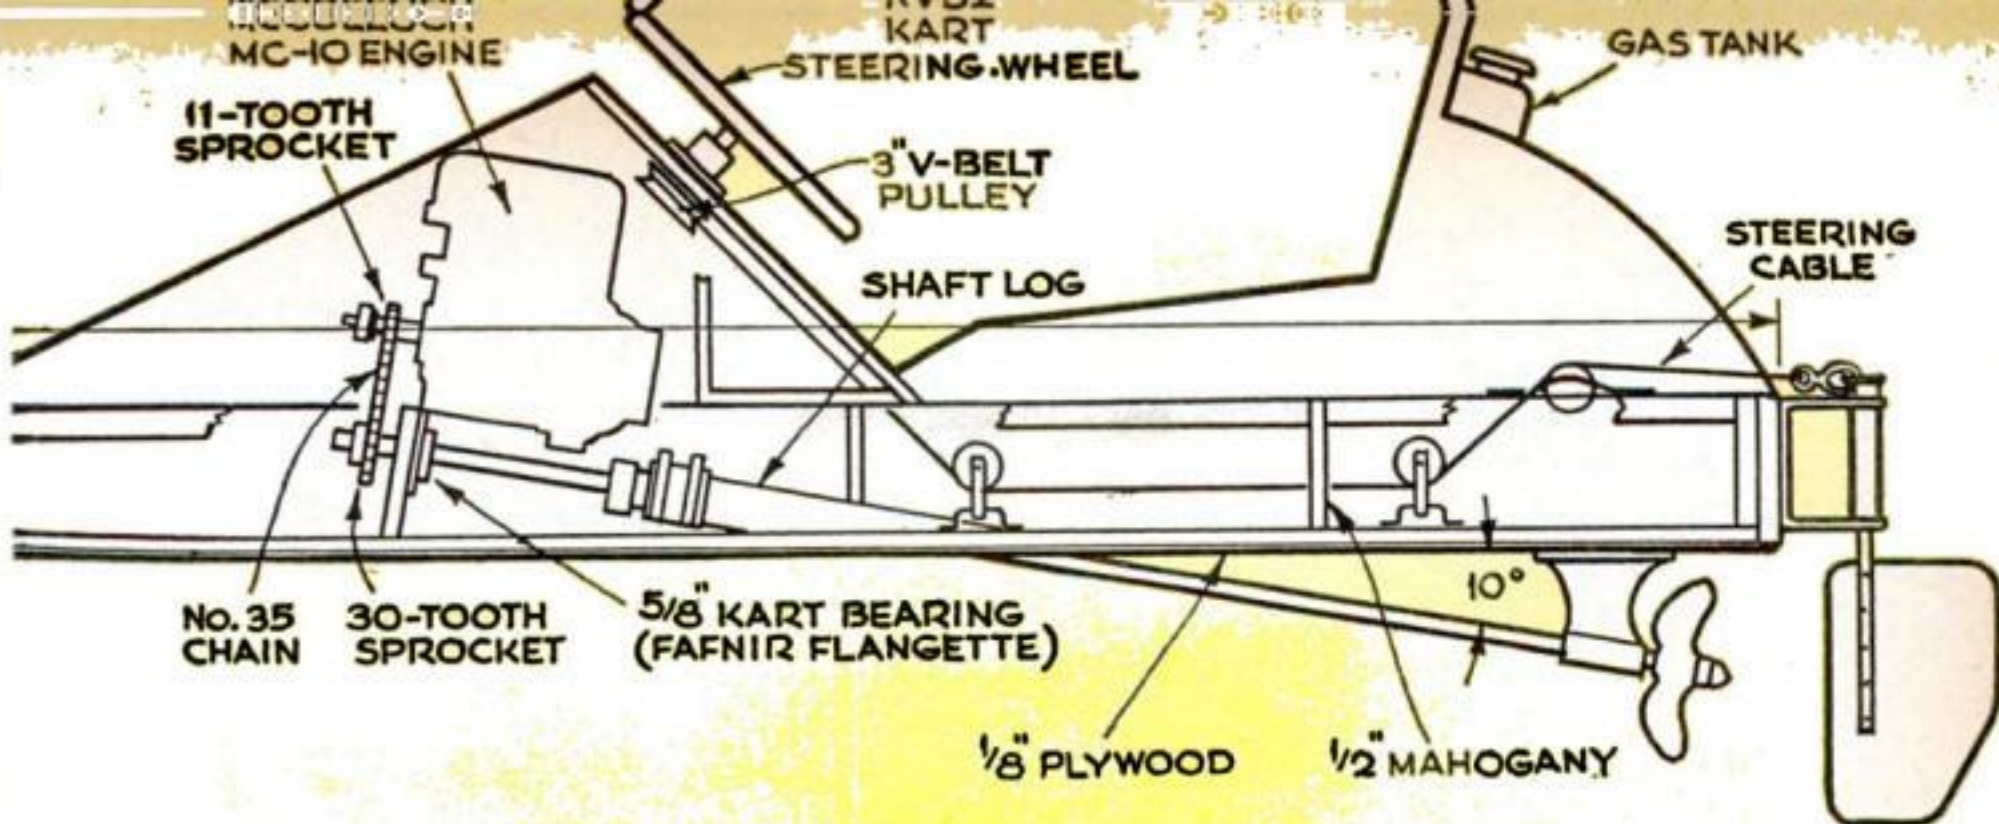 MC-10 ENGINE
KART
STEERING WHEEL
GAS TANK
11-TOOTH
SPROCKET
3" V-BELT
PULLEY
STEERING
CABLE
SHAFT LOG
10°
No. 35
CHAIN
30-TOOTH
SPROCKET
5/8" KART BEARING
(FAFNIR FLANGETTE)
1/8" PLYWOOD
1/2" MAHOGANY